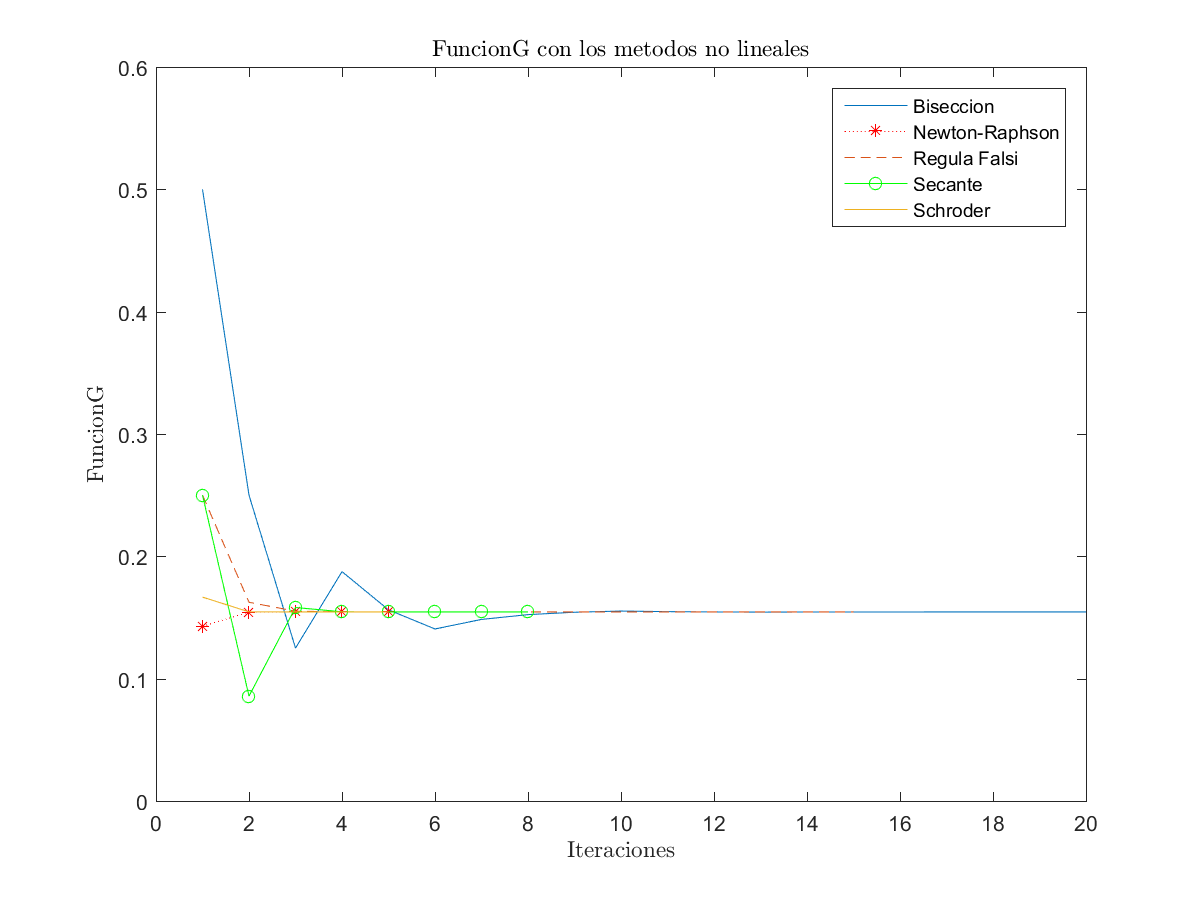 FuncionG con los metodos no lineales
Biseccion
Newton-Raphson
Regula Falsi
Secante
Schroder
FuncionG
0.6
0.5
0.4
0.3
0.2
0.1
0
0 2 4 6 8 10 12 14 16 18 20
Iteraciones